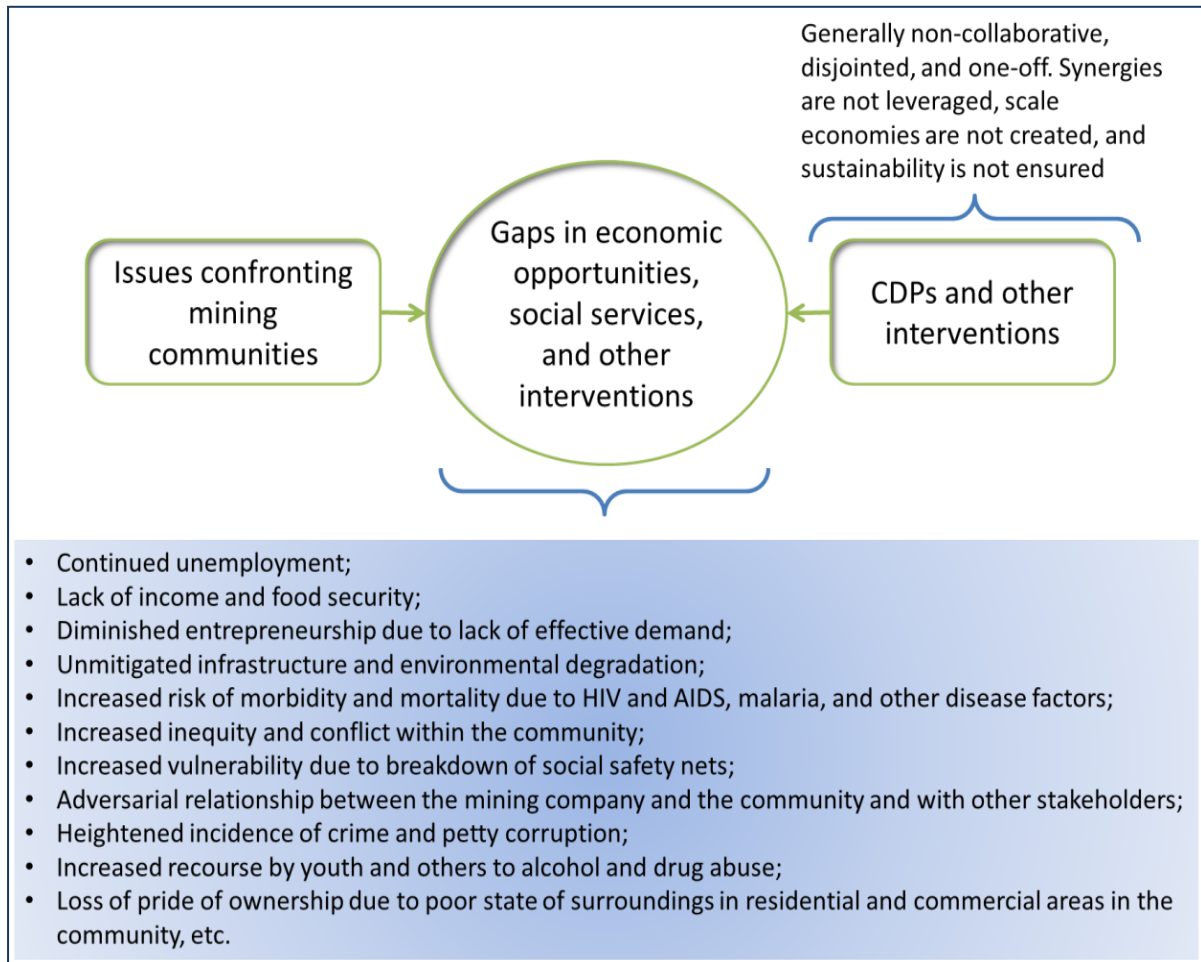 Generally non-collaborative,
disjointed, and one-off. Synergies
are not leveraged, scale
economies are not created, and
sustainability is not ensured
Issues confronting
mining
communities
Gaps in economic
opportunities,
social services,
and other
interventions
CDPs and other
interventions
• Continued unemployment;
• Lack of income and food security;
• Diminished entrepreneurship due to lack of effective demand;
• Unmitigated infrastructure and environmental degradation;
• Increased risk of morbidity and mortality due to HIV and AIDS, malaria, and other disease factors;
• Increased inequity and conflict within the community;
• Increased vulnerability due to breakdown of social safety nets;
• Adversarial relationship between the mining company and the community and with other stakeholders;
• Heightened incidence of crime and petty corruption;
• Increased recourse by youth and others to alcohol and drug abuse;
• Loss of pride of ownership due to poor state of surroundings in residential and commercial areas in the
community, etc.